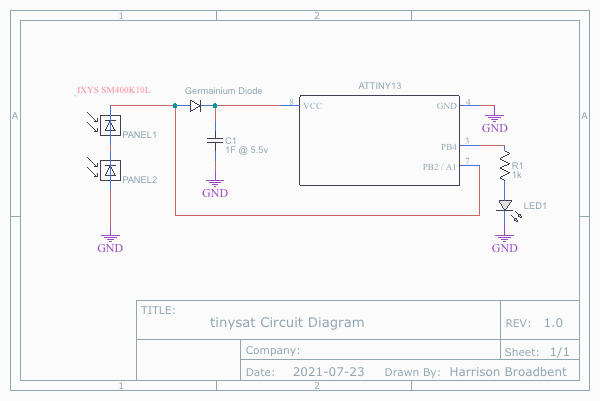 1 2
A A
IXYS SM400K10L
Germainium Diode
ATTINY13
8 VCC
GND 4
GND
PANEL1
C1
1F @ 5.5v
PB4 3
PB2 / A1 7
R1
1k
PANEL2
GND
LED1
GND
GND
TITLE:
tinysat Circuit Diagram
REV: 1.0
Company:
Sheet: 1/1
Date: 2021-07-23 Drawn By: Harrison Broadbent
1 2